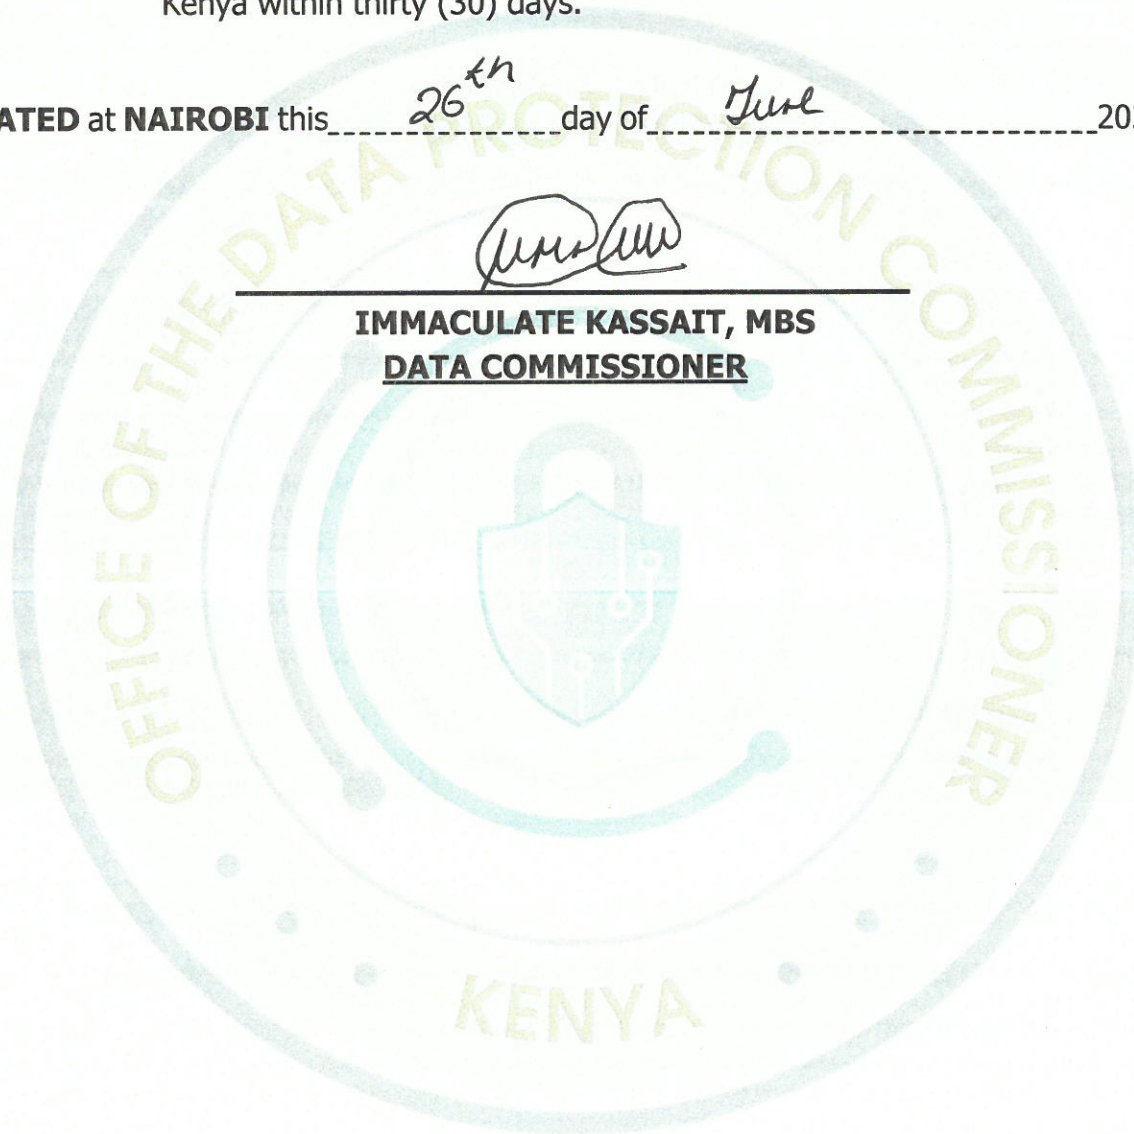 Kenya within thirty (30) days.
ATED at NAIROBI this 26th day of June 20
IMMACULATE KASSAIT, MBS
DATA COMMISSIONER
OFFICE OF THE DATA PROTECTION COMMISSIONER
KENYA